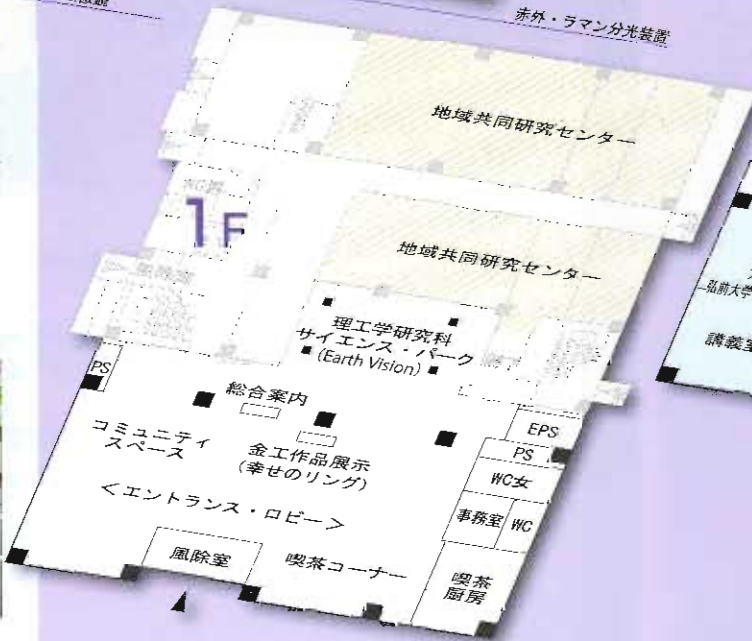 赤外・ラマン分光装置
地域共同研究センター
1F
地域共同研究センター
理工学研究科
サイエンス・パーク
(Earth Vision)
PS
総合案内
EPS
コミュニティ
スペース
金工作品展示
(幸せのリング)
PS
WC女
<エントランス・ロビー>
事務室
WC
風除室
喫茶コーナー
喫茶
厨房
弘前大学
講義室